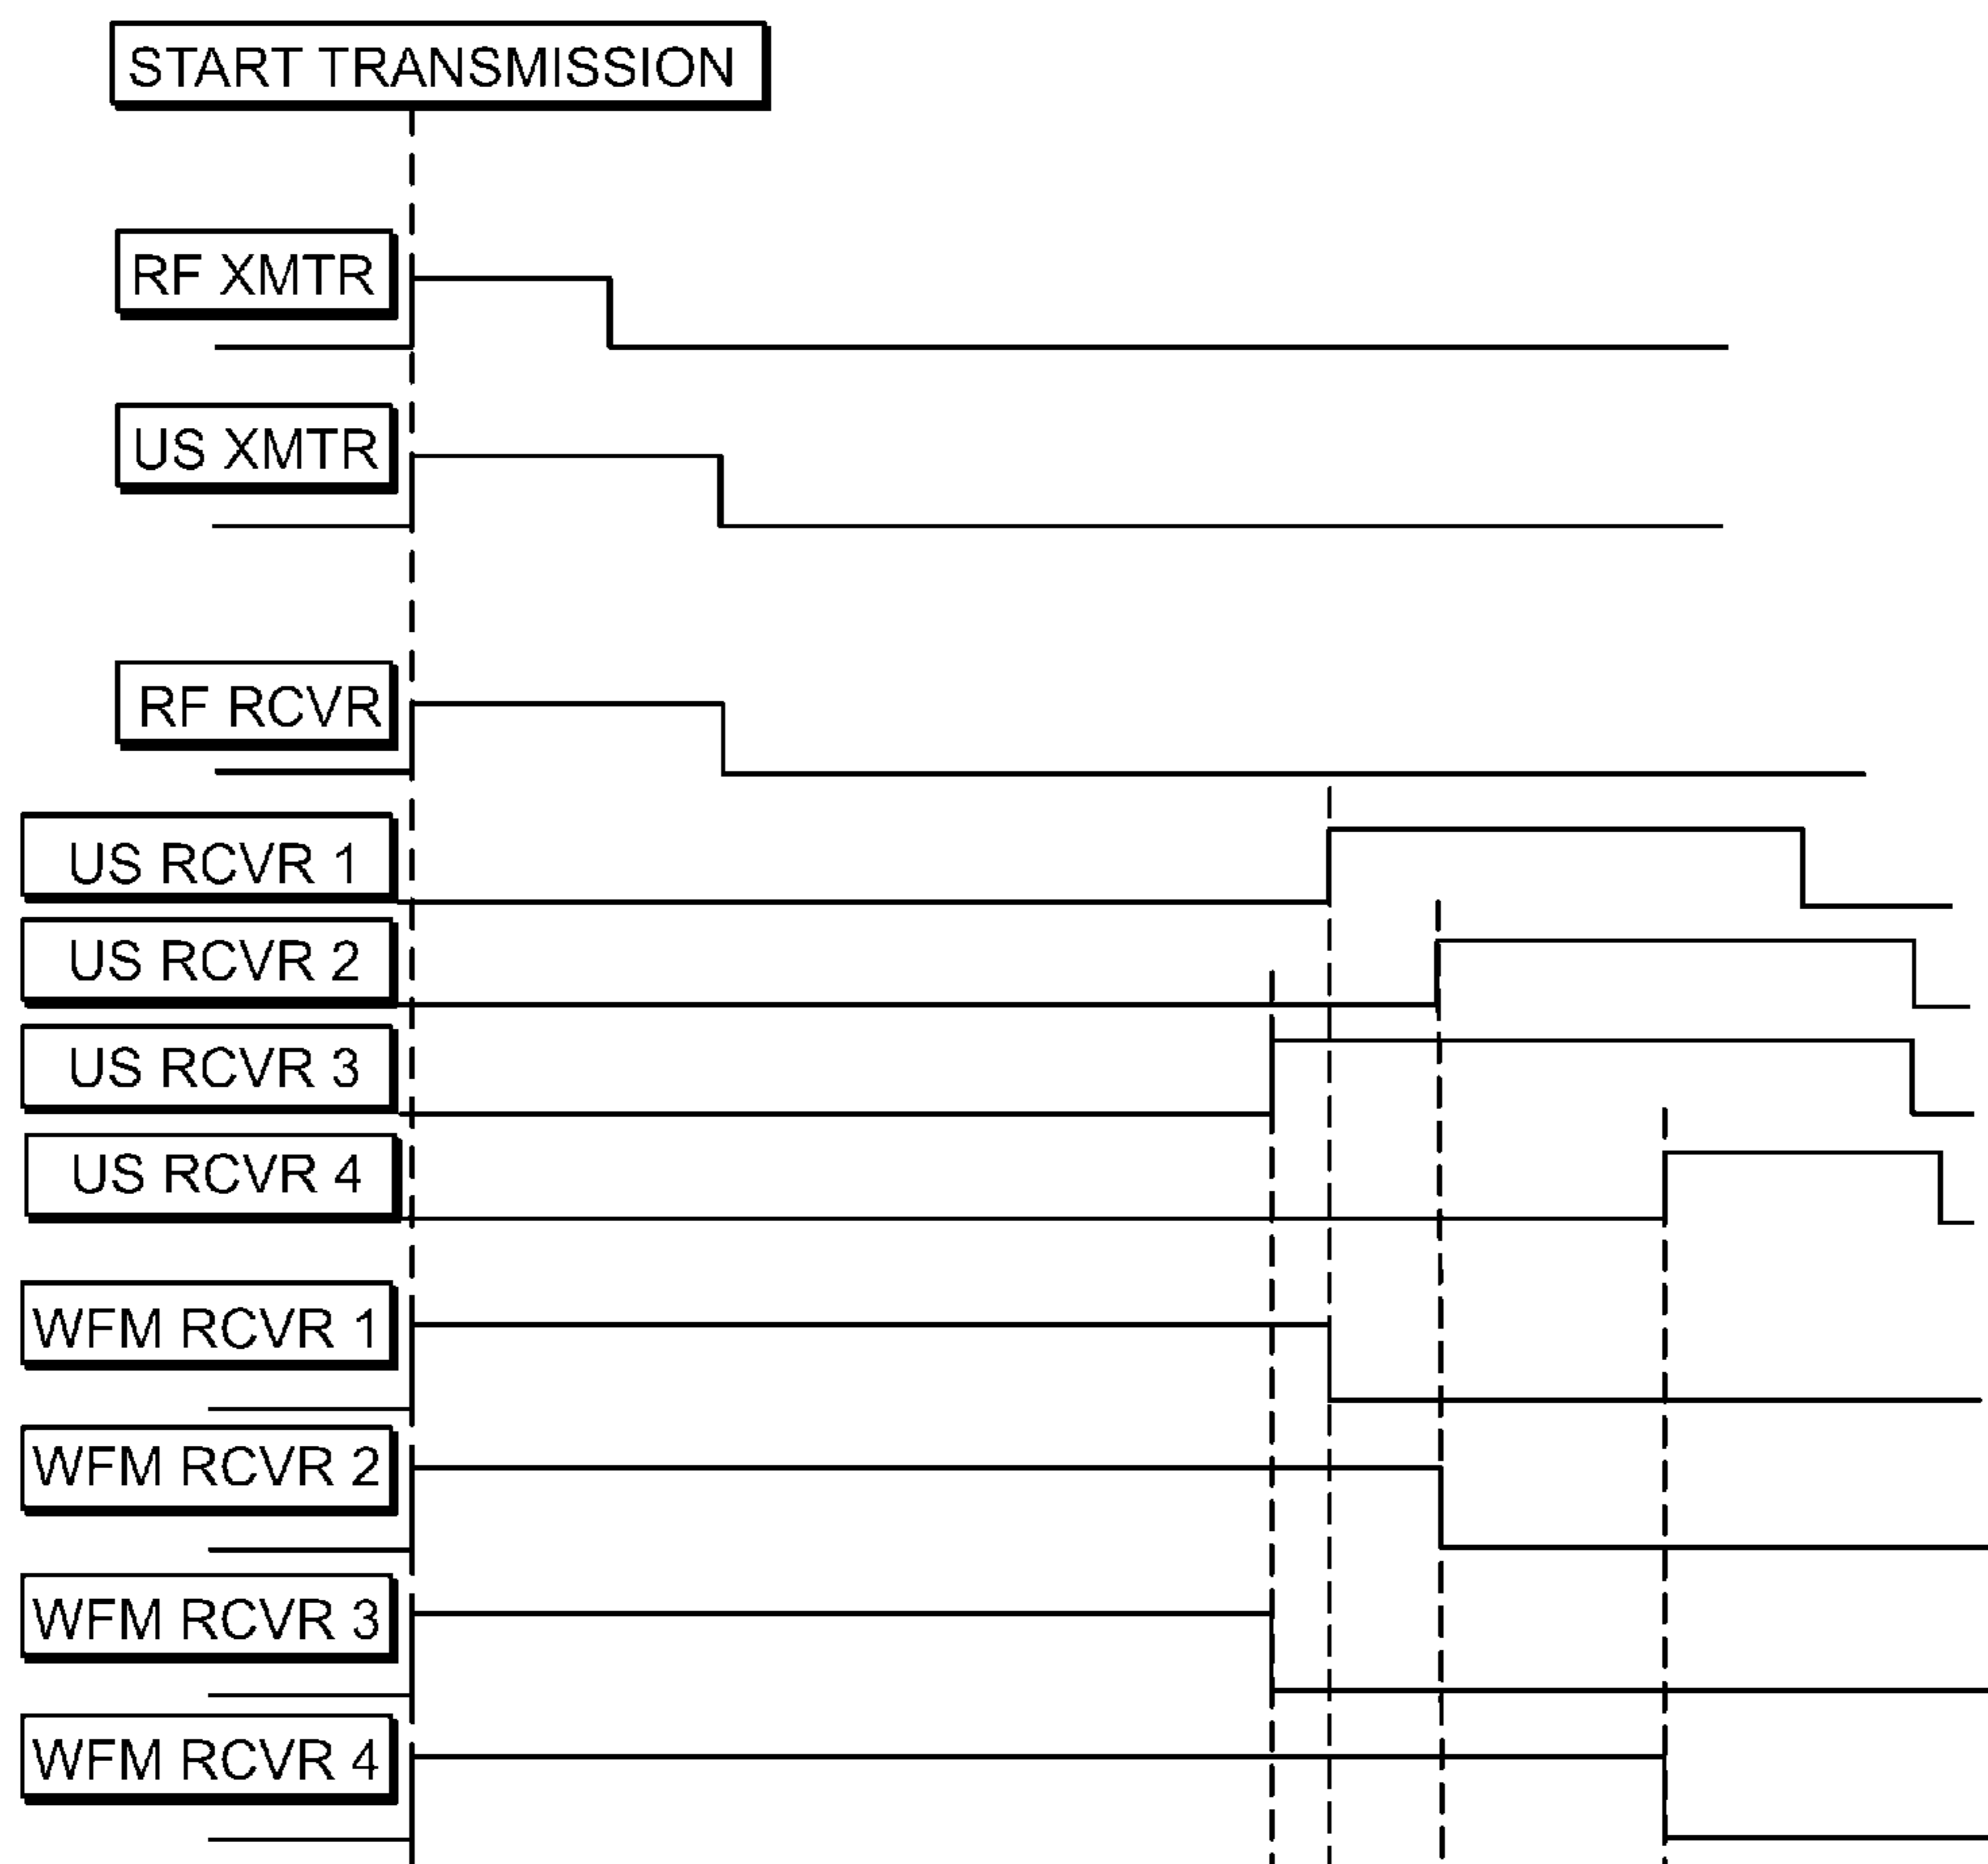 START TRANSMISSION
RF XMTR
US XMTR
RF RCVR
US RCVR 1
US RCVR 2
US RCVR 3
US RCVR 4
WFM RCVR 1
WFM RCVR 2
WFM RCVR 3
WFM RCVR 4